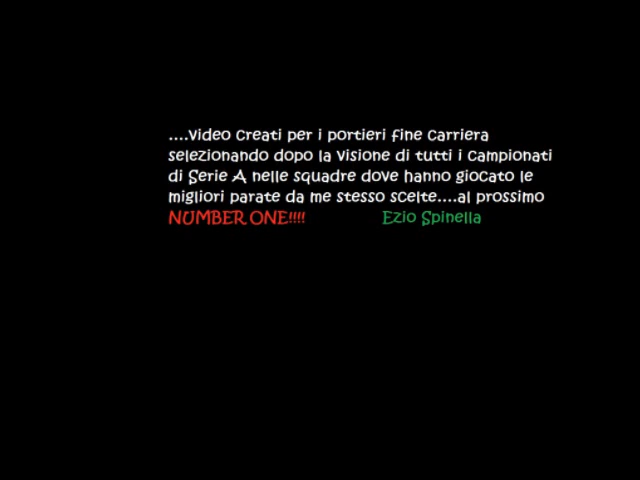 ....Video creati per i portieri fine carriera
selezionando dopo la visione di tutti i campionati
di Serie A nelle squadre dove hanno giocato le
migliori parate da me stesso scelte....al prossimo
NUMBER ONE!!!! Ezio Spinella